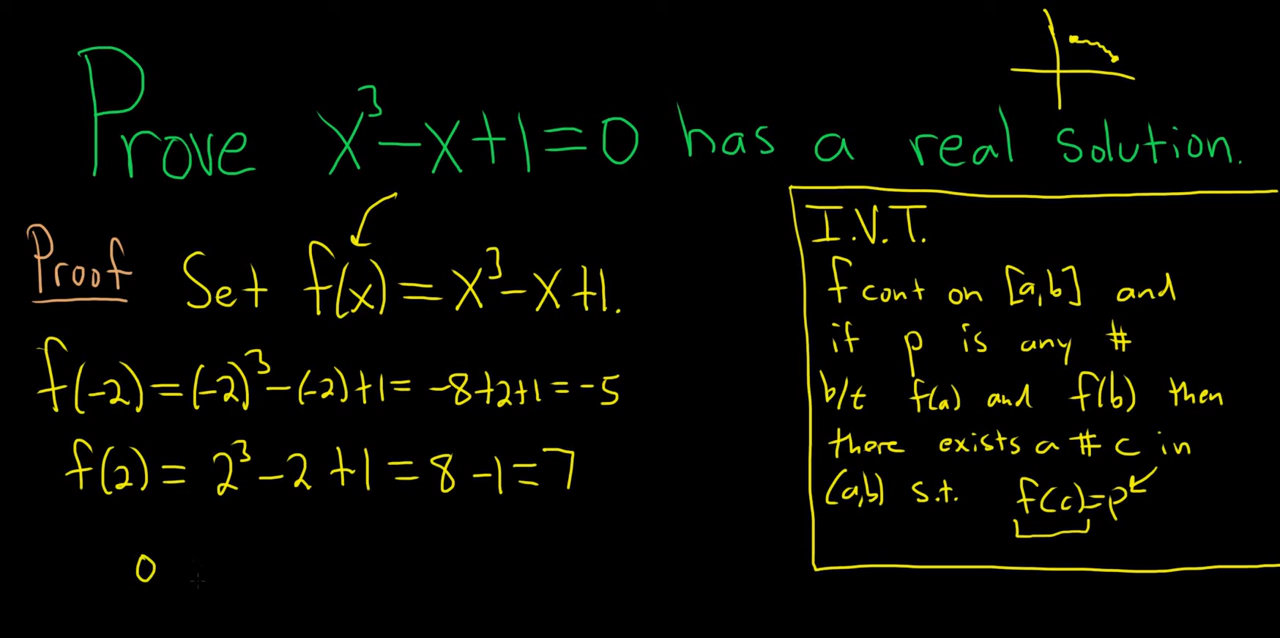 Prove x³-x+1=0 has a real solution.
Proof Set f(x)=x³-x+1.
f(-2)=(-2)³-(-2)+1=-8+2+1=-5
f(2)=2³-2+1=8-1=7
0
I.V.T.
f cont on [a,b] and
if p is any #
b/t f(a) and f(b) then
there exists a # c in
(a,b) s.t. f(c)=p